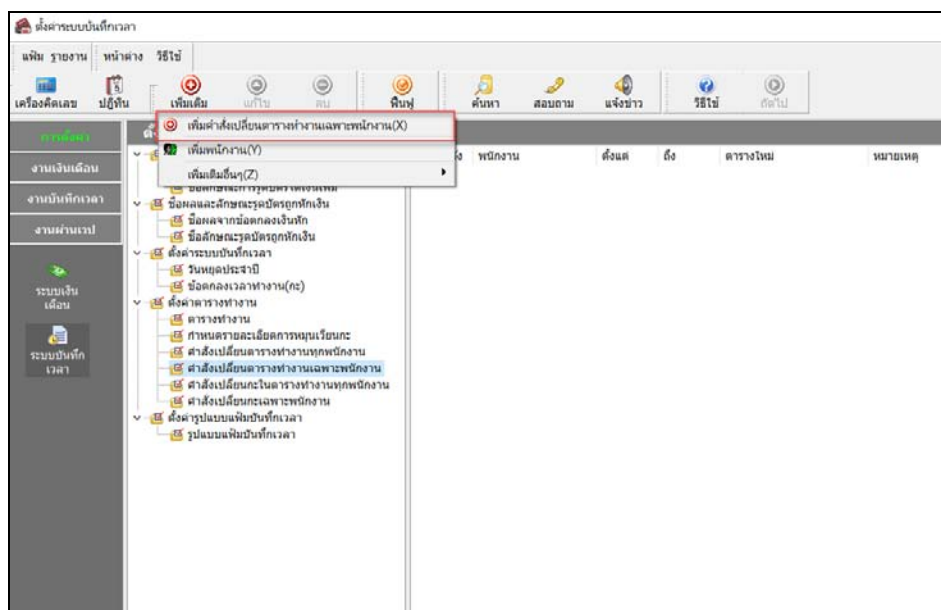 ตั้งค่าระบบบันทึกเวลา
แฟ้ม รายงาน หน้าต่าง วิธีใช้
เครื่องคิดเลข ปฏิทิน เพิ่มเติม แก้ไข ลบ ฟื้นฟู ค้นหา สอบถาม แจ้งข่าว วิธีใช้ ถัดไป
การตั้งค่า
งานเงินเดือน
งานบันทึกเวลา
งานผ่านเวป
ระบบเงิน
เดือน
ระบบบันทึก
เวลา
เพิ่มคำสั่งเปลี่ยนตารางทำงานเฉพาะพนักงาน(X)
เพิ่มพนักงาน(Y)
เพิ่มเติมอื่นๆ(Z)
ชื่อผลและลักษณะรูดบัตรถูกหักเงิน
ชื่อผลจากข้อตกลงเงินหัก
ชื่อลักษณะรูดบัตรถูกหักเงิน
ตั้งค่าระบบบันทึกเวลา
วันหยุดประจำปี
ข้อตกลงเวลาทำงาน(กะ)
ตั้งค่าตารางทำงาน
ตารางทำงาน
กำหนดรายละเอียดการหมุนเวียนกะ
คำสั่งเปลี่ยนตารางทำงานทุกพนักงาน
คำสั่งเปลี่ยนตารางทำงานเฉพาะพนักงาน
คำสั่งเปลี่ยนกะในตารางทำงานทุกพนักงาน
คำสั่งเปลี่ยนกะเฉพาะพนักงาน
ตั้งค่ารูปแบบแฟ้มบันทึกเวลา
รูปแบบแฟ้มบันทึกเวลา
พนักงาน ตั้งแต่ ถึง ตารางใหม่ หมายเหตุ